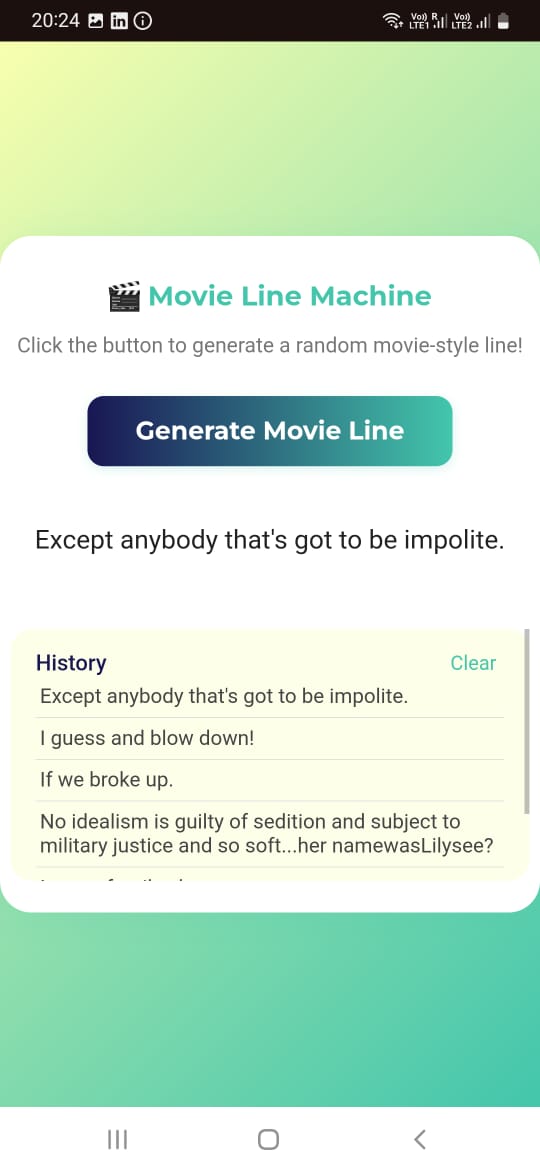 20:24
Vo) R Vo)
LTE1 LTE2
Movie Line Machine
Click the button to generate a random movie-style line!
Generate Movie Line
Except anybody that's got to be impolite.
History
Clear
Except anybody that's got to be impolite.
I guess and blow down!
If we broke up.
No idealism is guilty of sedition and subject to
military justice and so soft...her namewasLilysee?